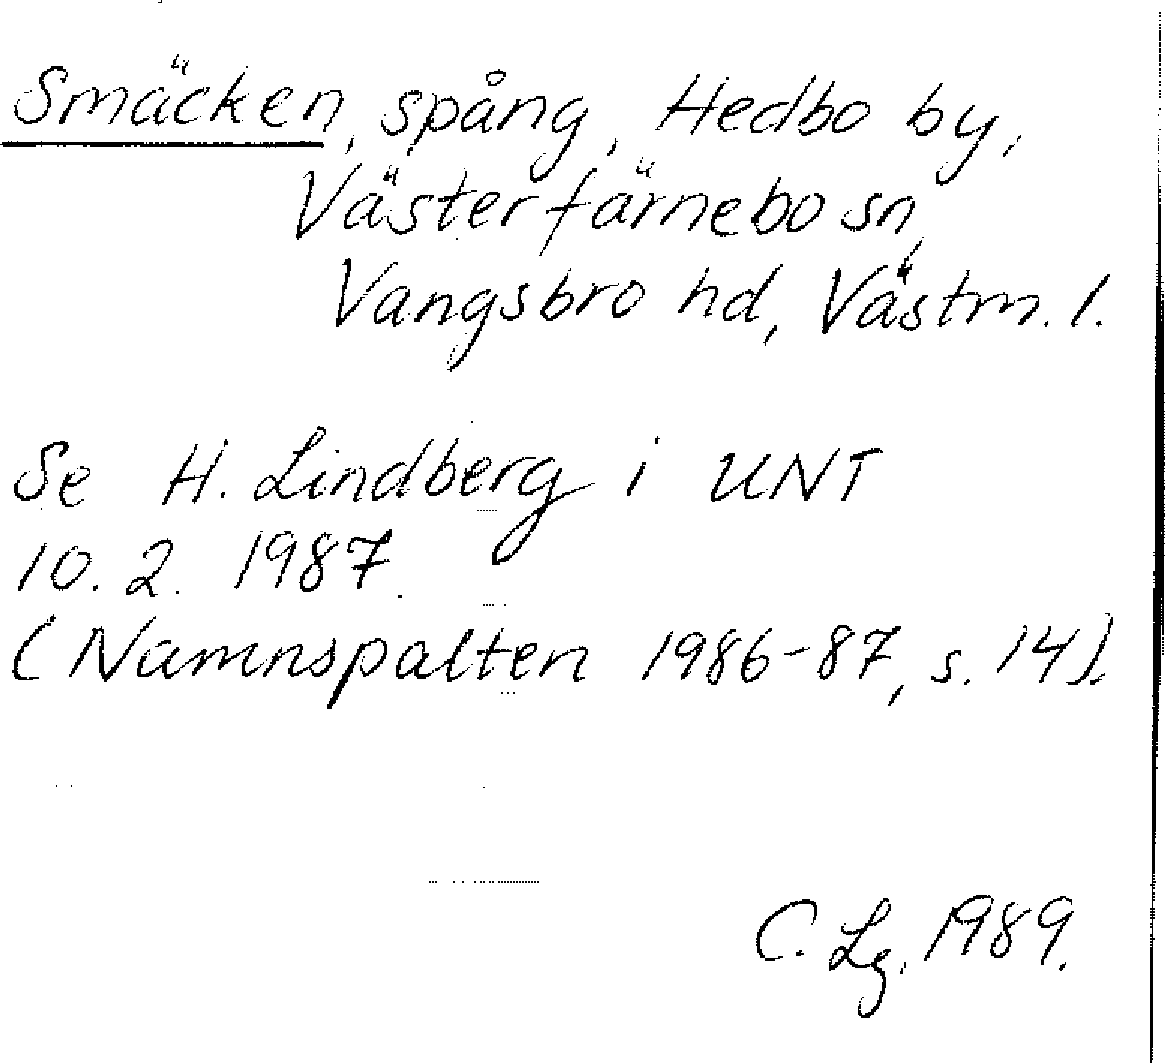 Smäcken, spång, Hedbo by,
Västerfärnebo sn,
Vangsbro hd, Västm. l.
Se H. Lindberg i UNT
10. 2. 1987.
(Namnspalten 1986-87, s. 14).
C. Lg. 1989.